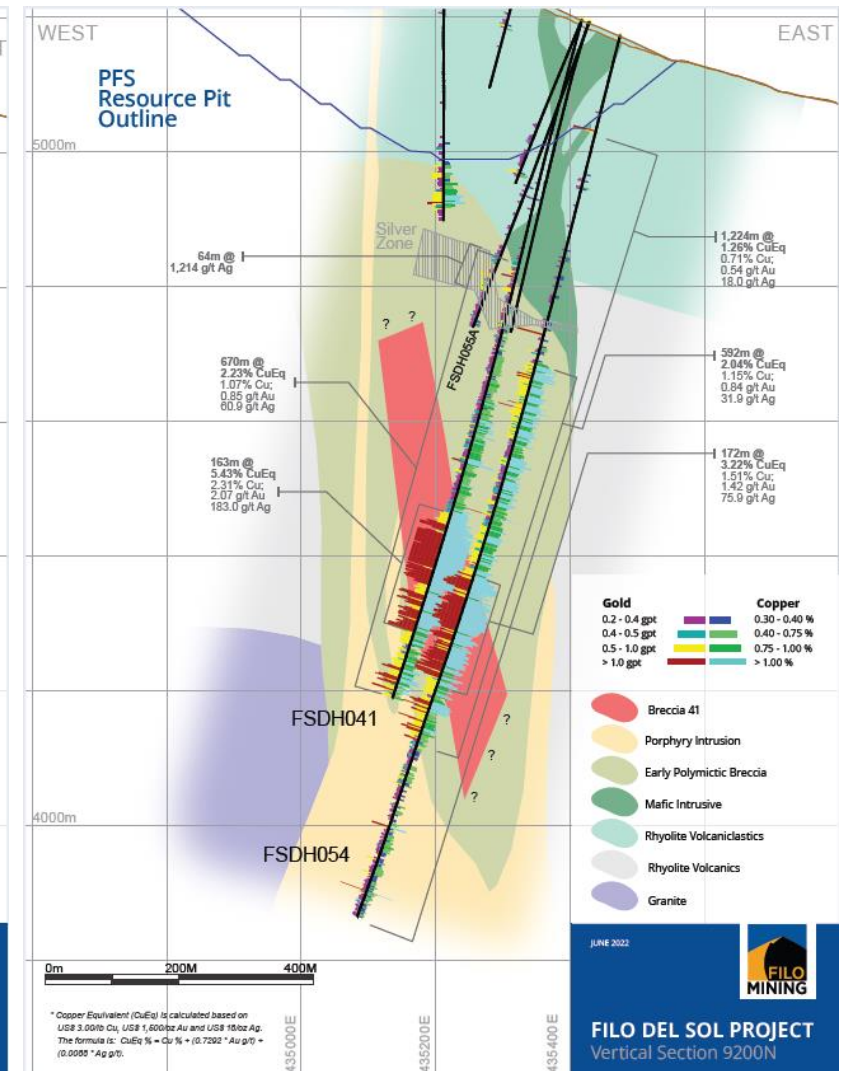 WEST
EAST
PFS
Resource Pit
Outline
5000m
Silver
Zone
64m @
1,214 g/t Ag
1,224m @
1.26% CuEq
0.71% Cu;
0.54 g/t Au
18.0 g/t Ag
? ?
FSDH055A
670m @
2.23% CuEq
1.07% Cu;
0.85 g/t Au
60.9 g/t Ag
592m @
2.04% CuEq
1.15% Cu;
0.84 g/t Au
31.9 g/t Ag
163m @
5.43% CuEq
2.31% Cu;
2.07 g/t Au
183.0 g/t Ag
172m @
3.22% CuEq
1.51% Cu;
1.42 g/t Au
75.9 g/t Ag
Gold Copper
0.2 - 0.4 gpt 0.30 - 0.40 %
0.4 - 0.5 gpt 0.40 - 0.75 %
0.5 - 1.0 gpt 0.75 - 1.00 %
> 1.0 gpt > 1.00 %
Breccia 41
Porphyry Intrusion
Early Polymictic Breccia
Mafic Intrusive
Rhyolite Volcaniclastics
Rhyolite Volcanics
Granite
FSDH041
?
?
?
4000m
FSDH054
0m 200M 400M
* Copper Equivalent (CuEq) is calculated based on
US$ 3.00/lb Cu, US$ 1,500/oz Au and US$ 18/oz Ag.
The formula is: CuEq % = Cu % + (0.7292 * Au g/t) +
(0.0088 * Ag g/t).
435000E
435200E
435400E
JUNE 2022
FILO
MINING
FILO DEL SOL PROJECT
Vertical Section 9200N